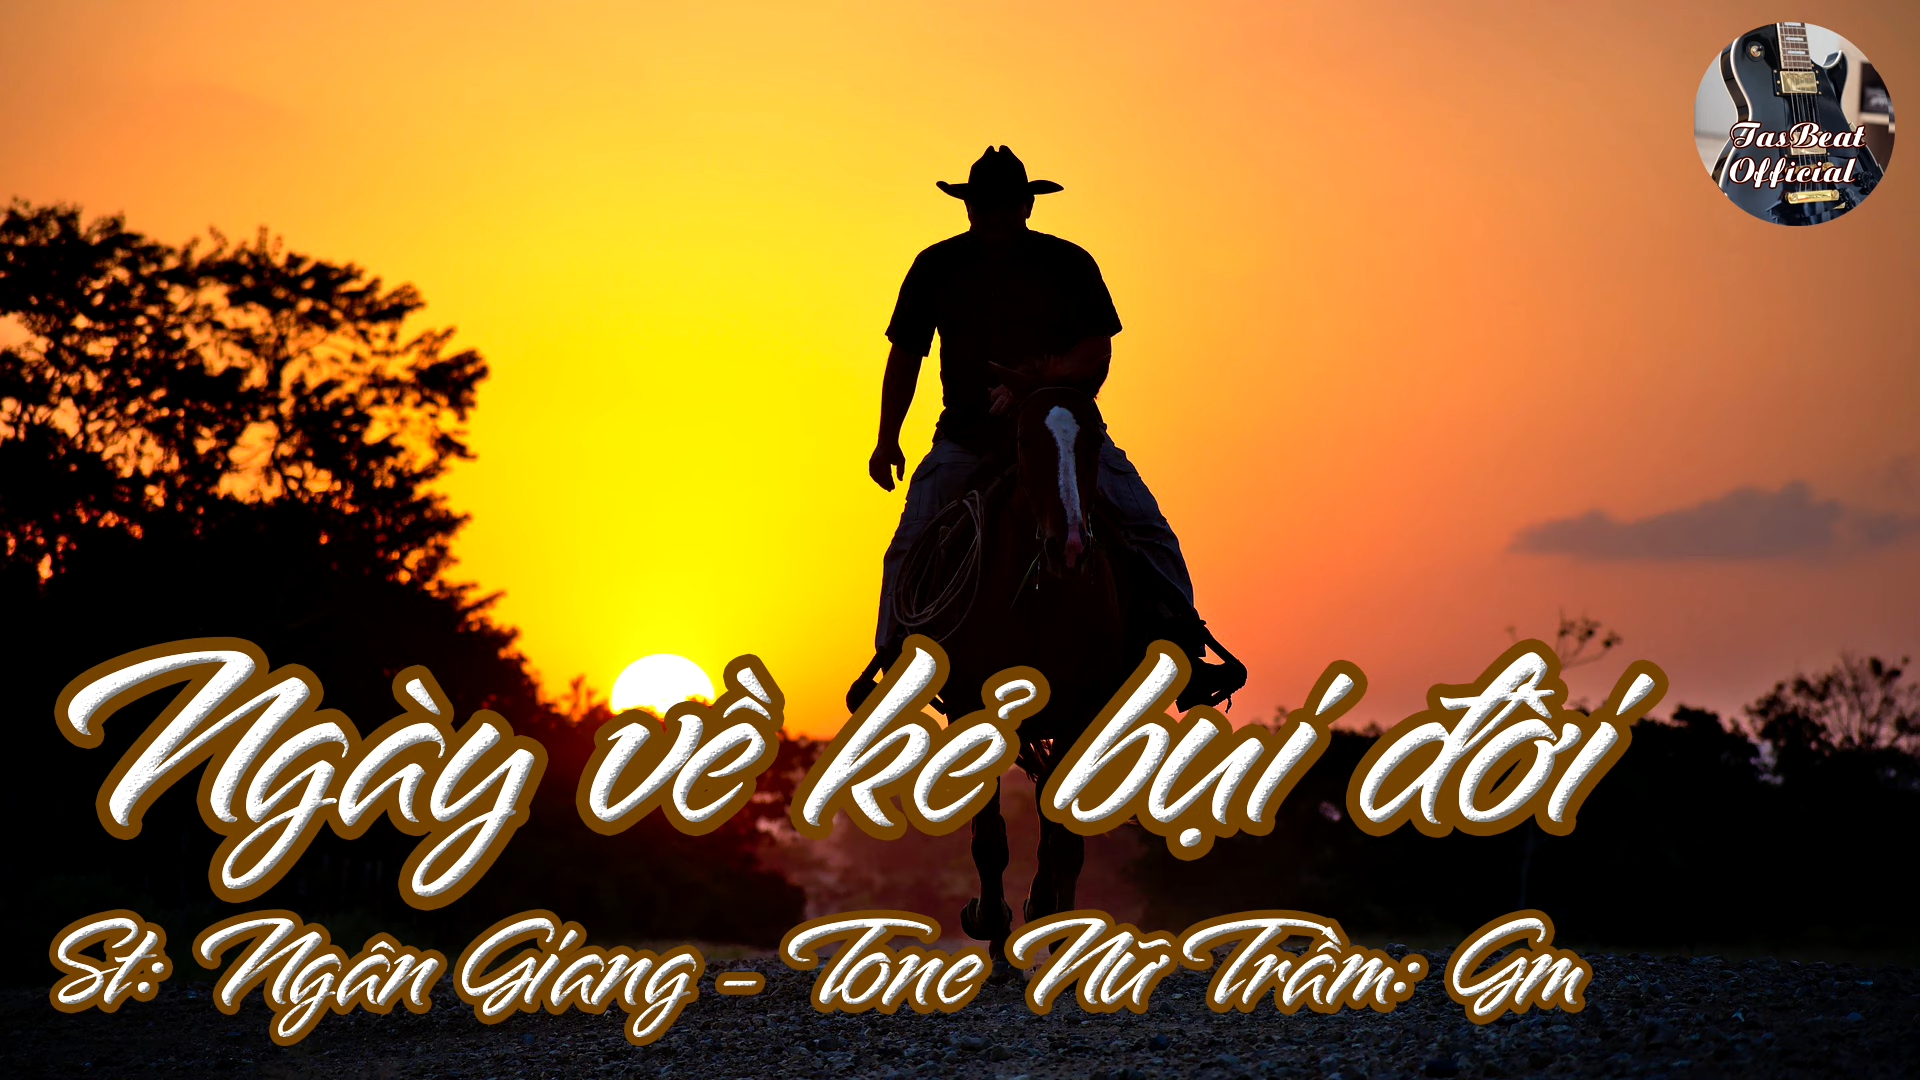 TasBeat
Official
Ngày về kẻ bụi đời
St: Ngân Giang - Tone Nữ Trầm: Gm